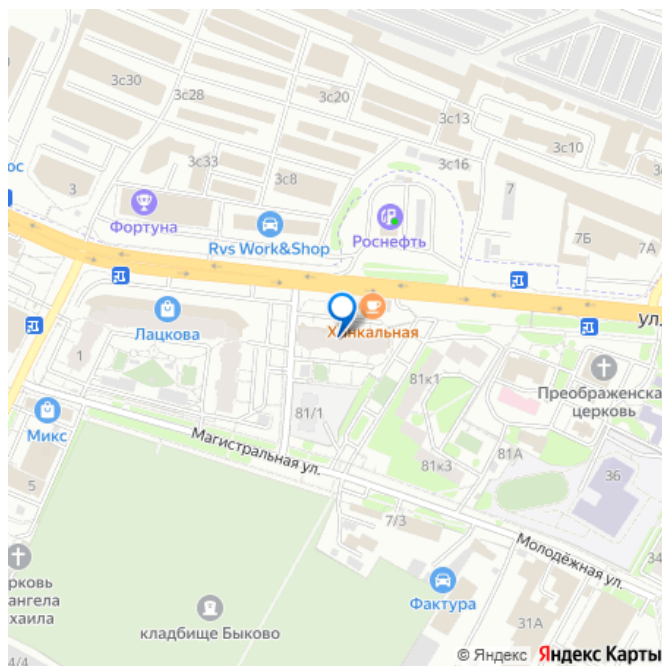 3с30
3с28
3с20
3с13
3с10
3с33
3с16
3с8
ос
3
7
Фортуна
Rvs Work&Shop
Роснефть
7Б
7А
Лацкова
Хинкальная
ул.
1
81к1
Преображенска
церковь
81/1
Микс
Магистральная ул.
81к3
81А
36
5
7/3
Молодёжная ул.
34
рковь
ангела
хаила
кладбище Быково
Фактура
31А
4/4
© Яндекс Яндекс Карты